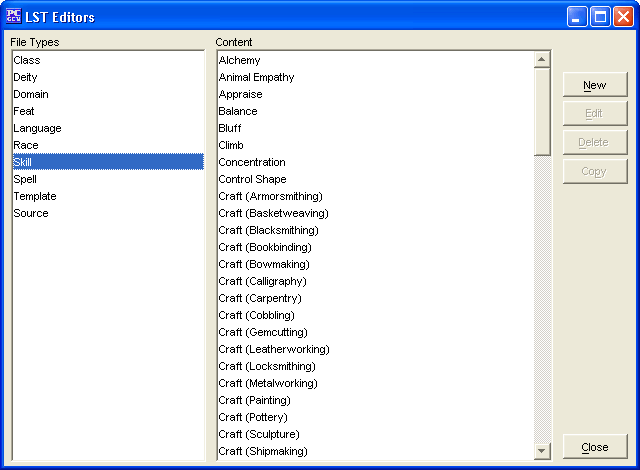 PC GEN
LST Editors
File Types
Class
Deity
Domain
Feat
Language
Race
Skill
Spell
Template
Source
Content
Alchemy
Animal Empathy
Appraise
Balance
Bluff
Climb
Concentration
Control Shape
Craft (Armorsmithing)
Craft (Basketweaving)
Craft (Blacksmithing)
Craft (Bookbinding)
Craft (Bowmaking)
Craft (Calligraphy)
Craft (Carpentry)
Craft (Cobbling)
Craft (Gemcutting)
Craft (Leatherworking)
Craft (Locksmithing)
Craft (Metalworking)
Craft (Painting)
Craft (Pottery)
Craft (Sculpture)
Craft (Shipmaking)
New
Edit
Delete
Copy
Close